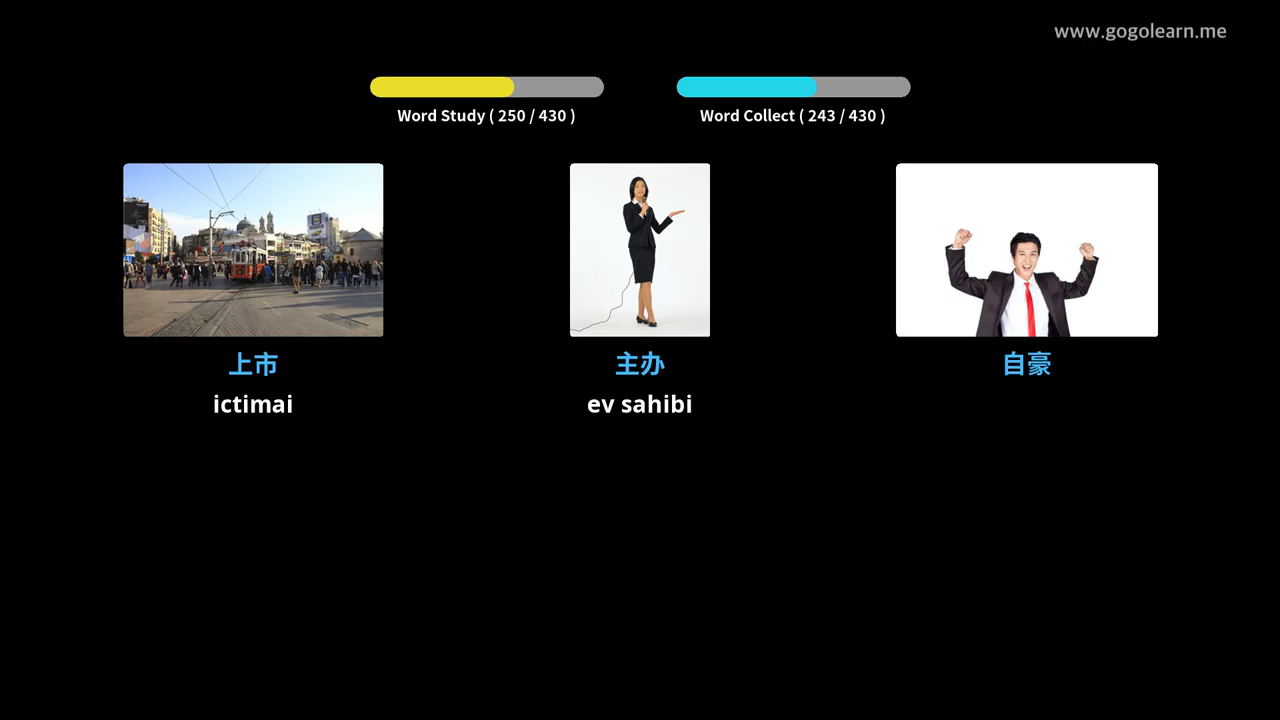 www.gogolearn.me
Word Study ( 250 / 430 )
Word Collect ( 243 / 430 )
上市
主办
自豪
ictimai
ev sahibi